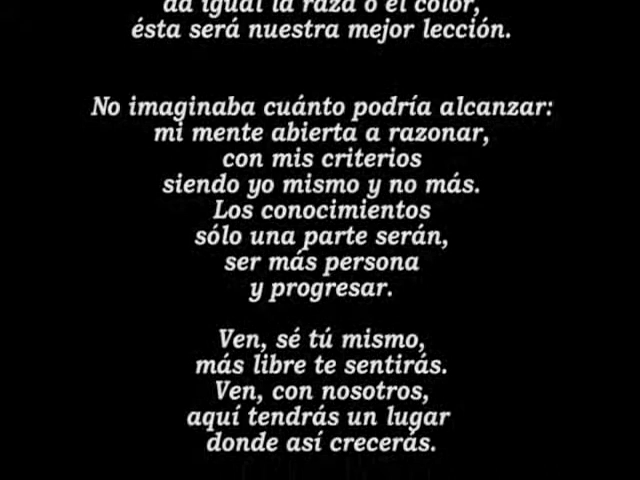 da igual la raza o el color,
ésta será nuestra mejor lección.
No imaginaba cuánto podría alcanzar:
mi mente abierta a razonar,
con mis criterios
siendo yo mismo y no más.
Los conocimientos
sólo una parte serán,
ser más persona
y progresar.
Ven, sé tú mismo,
más libre te sentirás.
Ven, con nosotros,
aquí tendrás un lugar
donde así crecerás.